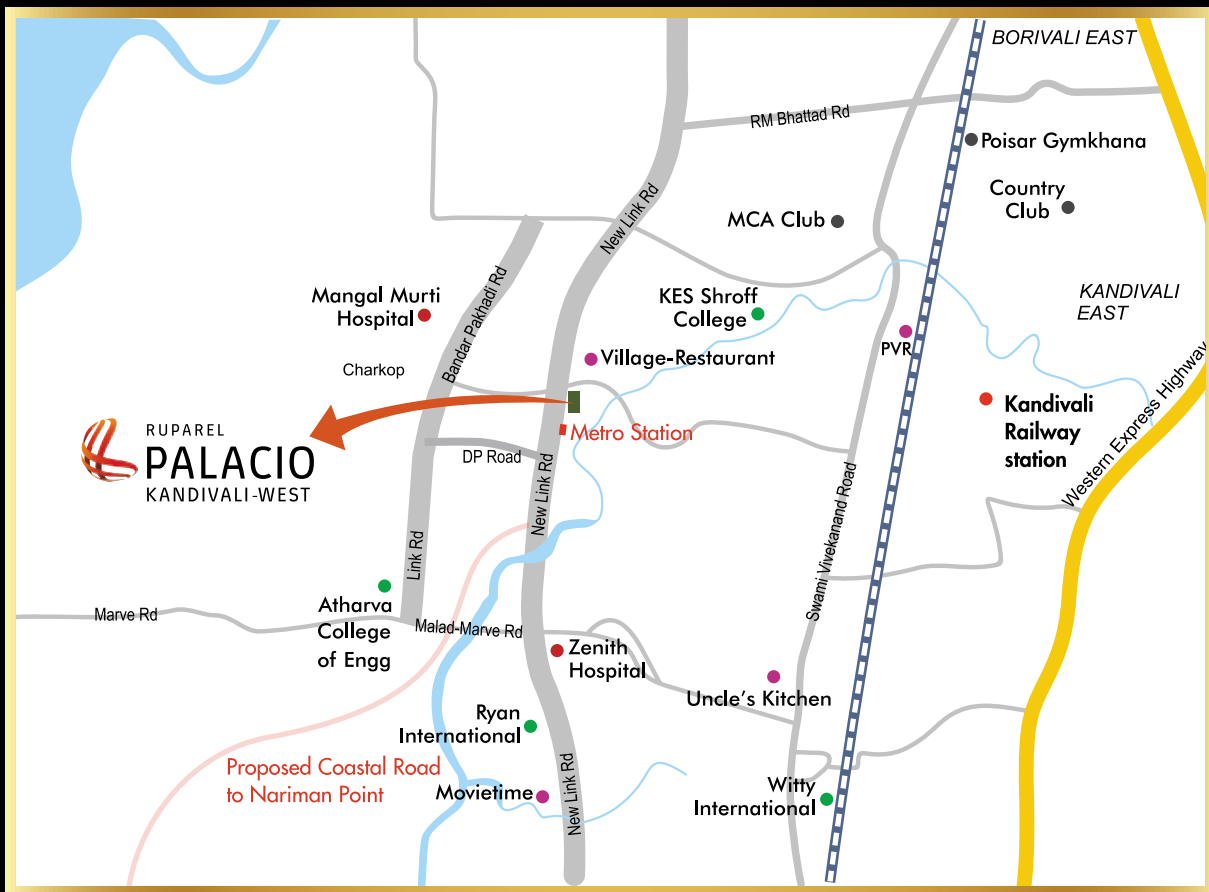 BORIVALI EAST
RM Bhattad Rd
Poisar Gymkhana
Country
Club
MCA Club
New Link Rd
Bandar Pakhadi Rd
Mangal Murti
Hospital
KES Shroff
College
KANDIVALI
EAST
PVR
Village-Restaurant
Charkop
Kandivali
Railway
station
Western Express Highway
RUPAREL
PALACIO
KANDIVALI-WEST
Metro Station
DP Road
New Link Rd
Link Rd
Swami Vivekanand Road
Marve Rd
Atharva
College
of Engg
Malad-Marve Rd
Zenith
Hospital
Uncle's Kitchen
Ryan
International
Proposed Coastal Road
to Nariman Point
Movietime
New Link Rd
Witty
International